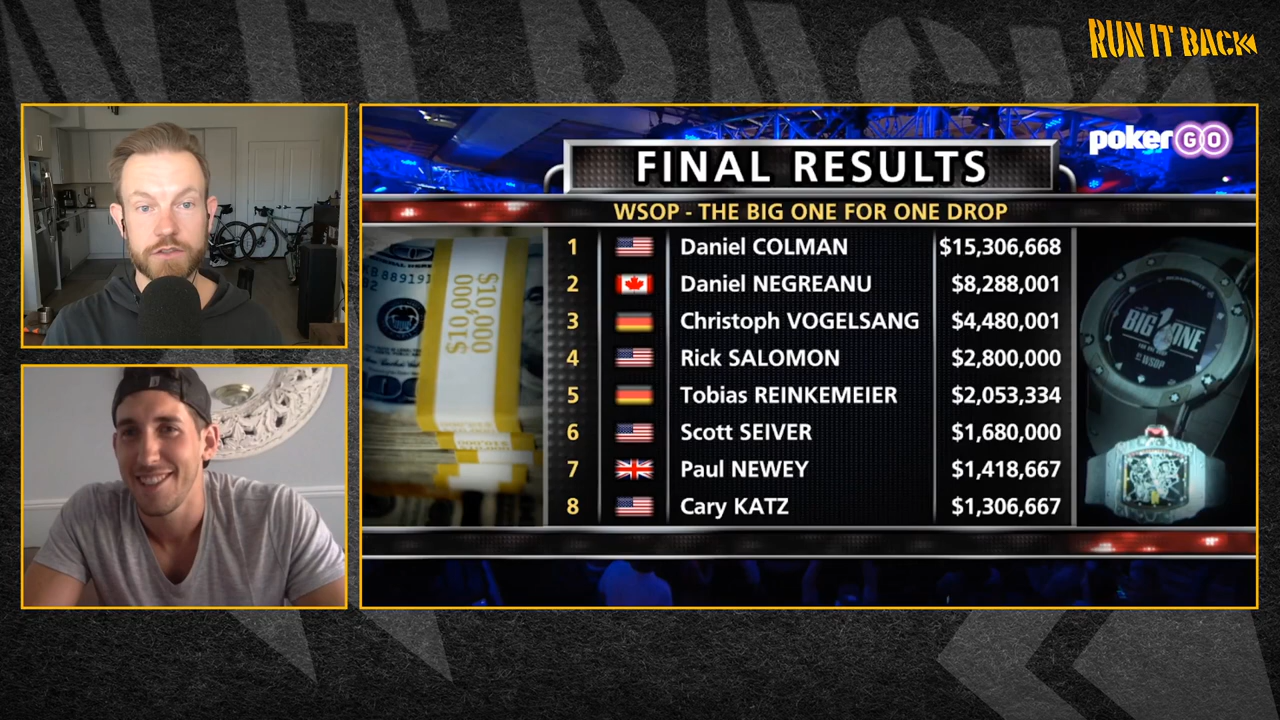 RUN IT BACK
pokerGO
FINAL RESULTS
WSOP - THE BIG ONE FOR ONE DROP
1 Daniel COLMAN $15,306,668
2 Daniel NEGREANU $8,288,001
3 Christoph VOGELSANG $4,480,001
4 Rick SALOMON $2,800,000
5 Tobias REINKEMEIER $2,053,334
6 Scott SEIVER $1,680,000
7 Paul NEWEY $1,418,667
8 Cary KATZ $1,306,667
$10,000
$10,000
BIG ONE
WSOP